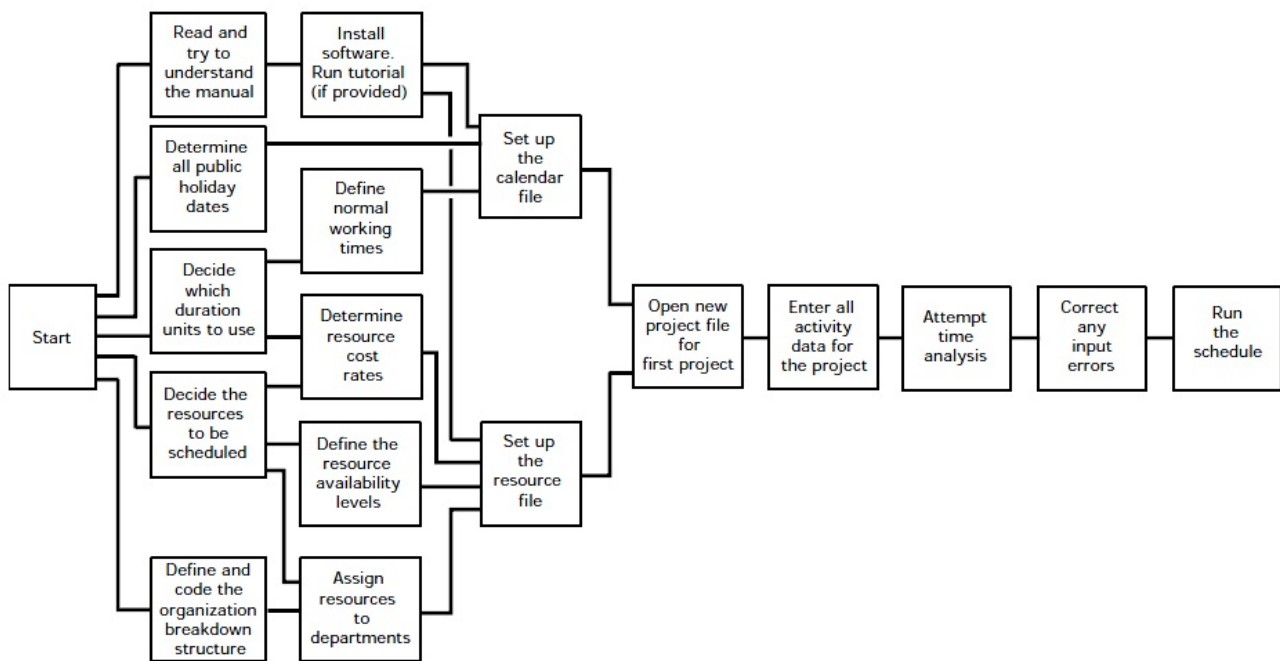 Start
Read and
try to
understand
the manual
Determine
all public
holiday
dates
Decide
which
duration
units to use
Decide the
resources
to be
scheduled
Define and
code the
organization
breakdown
structure
Install
software.
Run tutorial
(if provided)
Define
normal
working
times
Determine
resource
cost
rates
Define the
resource
availability
levels
Assign
resources
to
departments
Set up
the
calendar
file
Set up
the
resource
file
Open new
project file
for
first project
Enter all
activity
data for
the project
Attempt
time
analysis
Correct
any
input
errors
Run
the
schedule